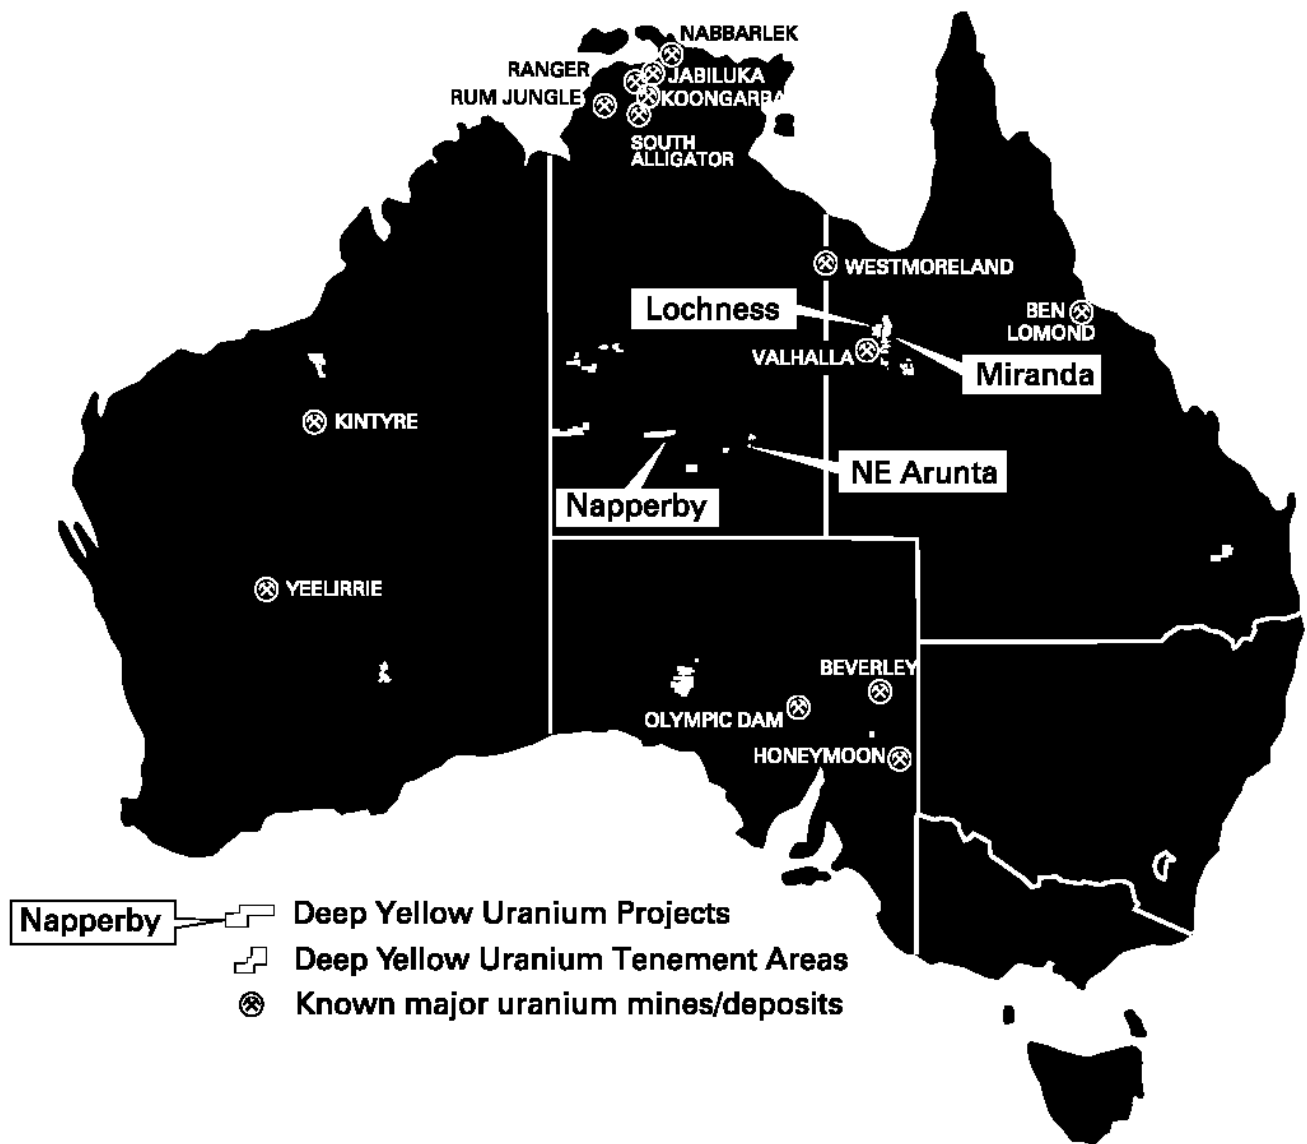 NABBARLEK
RANGER
JABILUKA
RUM JUNGLE
KOONGARRA
SOUTH
ALLIGATOR
WESTMORELAND
Lochness
BEN
LOMOND
VALHALLA
Miranda
KINTYRE
NE Arunta
Napperby
YEELIRRIE
BEVERLEY
OLYMPIC DAM
HONEYMOON
Napperby
Deep Yellow Uranium Projects
Deep Yellow Uranium Tenement Areas
Known major uranium mines/deposits